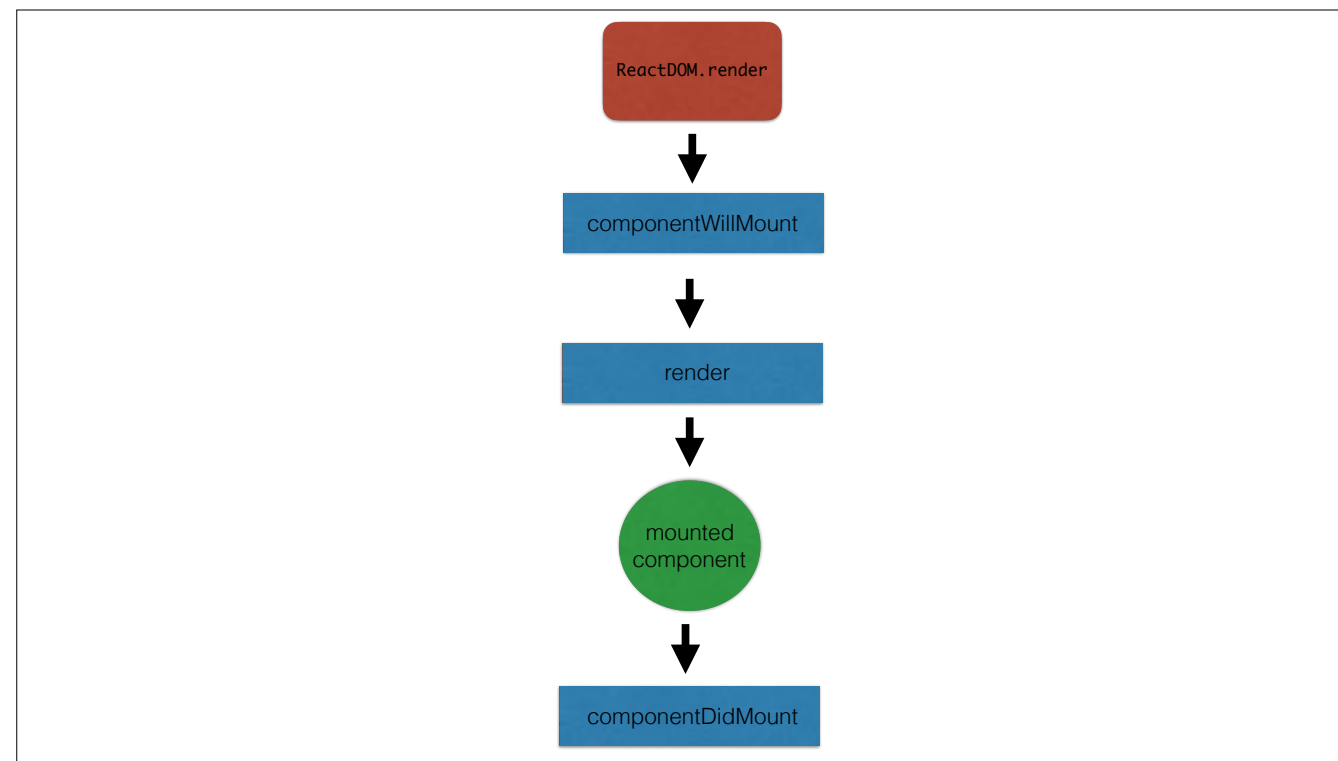 ReactDOM.render
componentWillMount
render
mounted
component
componentDidMount